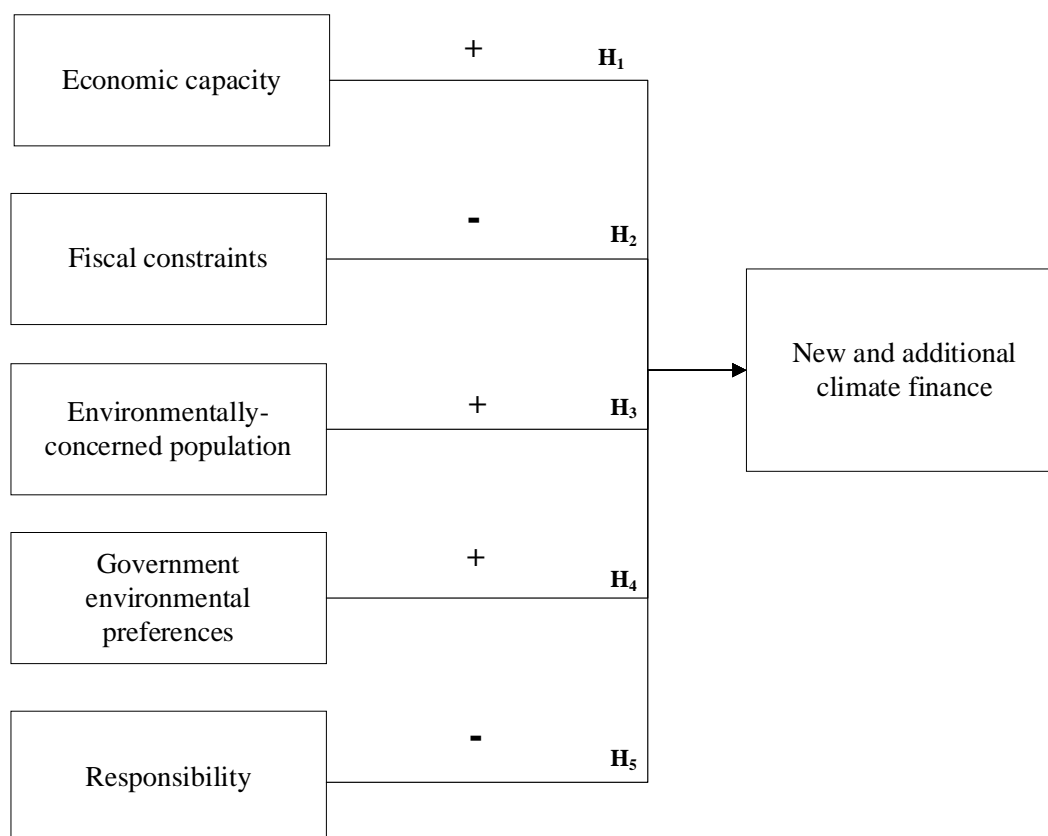 +
H₁
Economic capacity
-
H₂
Fiscal constraints
New and additional
climate finance
+
H₃
Environmentally-
concerned population
+
H₄
Government
environmental
preferences
-
H₅
Responsibility